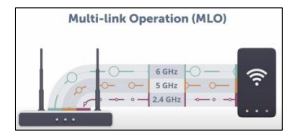 Multi-link Operation (MLO)
6 GHz
5 GHz
2.4 GHz